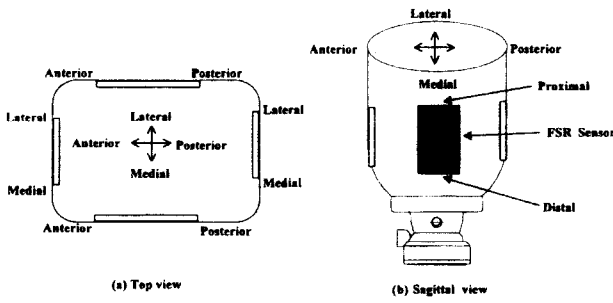 Anterior Posterior
Lateral
Lateral
Lateral
Anterior Posterior
Medial
Medial
Medial
Anterior Posterior
(a) Top view
Lateral
Anterior Posterior
Medial
Proximal
FSR Sensor
Distal
(b) Sagittal view